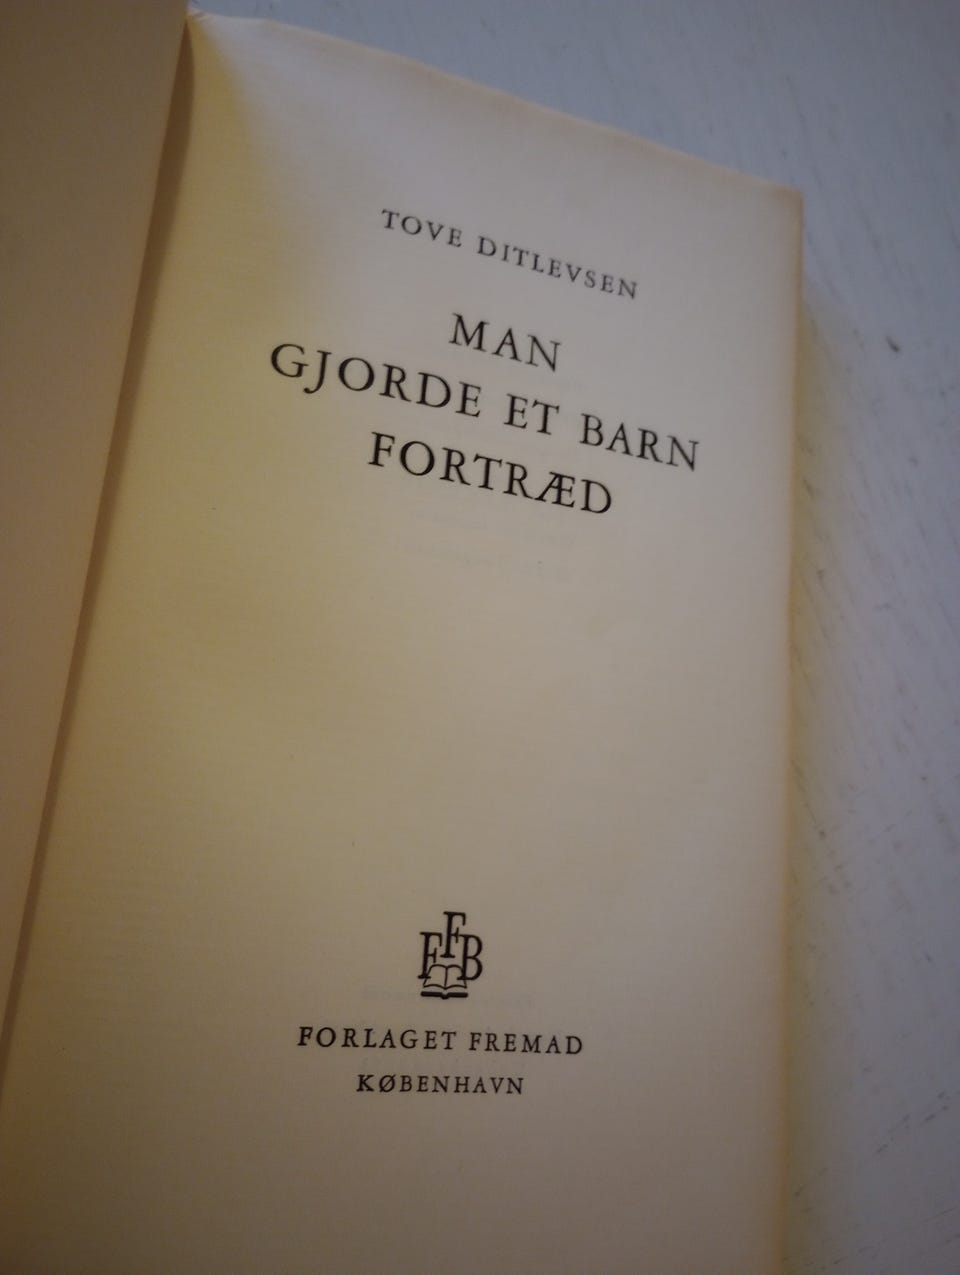 TOVE DITLEVSEN
MAN
GJORDE ET BARN
FORTRÆD
FFB
FORLAGET FREMAD
KØBENHAVN